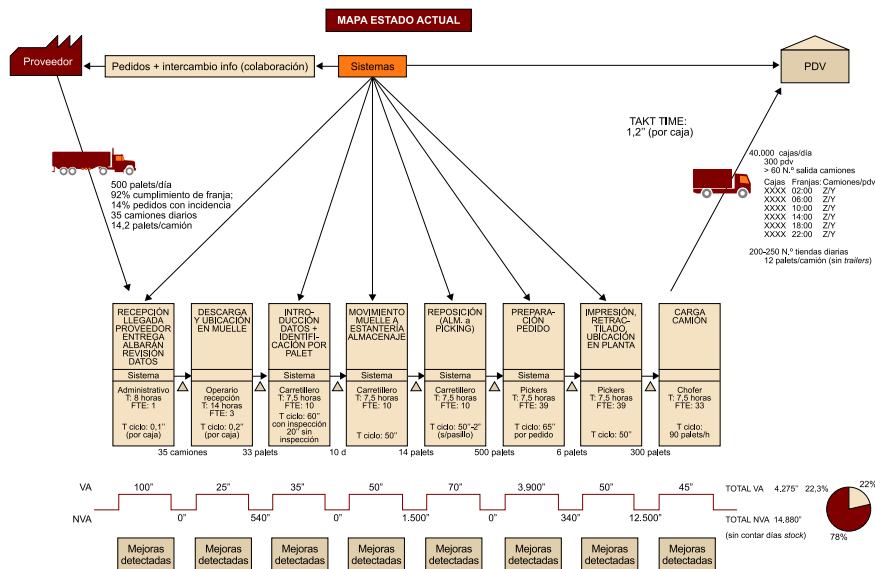 MAPA ESTADO ACTUAL
Proveedor
Pedidos + intercambio info (colaboración)
Sistemas
PDV
TAKT TIME:
1,2” (por caja)
500 palets/día
92% cumplimiento de franja;
14% pedidos con incidencia
35 camiones diarios
14,2 palets/camión
40.000 cajas/día
300 pdv
> 60 N.º salida camiones
Cajas Franjas: Camiones/pdv
XXXX 02:00 Z/Y
XXXX 06:00 Z/Y
XXXX 10:00 Z/Y
XXXX 14:00 Z/Y
XXXX 18:00 Z/Y
XXXX 22:00 Z/Y
200-250 N.º tiendas diarias
12 palets/camión (sin trailers)
RECEPCIÓN
LLEGADA
PROVEEDOR
ENTREGA
ALBARÁN
REVISIÓN
DATOS
Sistema
Administrativo
T: 8 horas
FTE: 1
T ciclo: 0,1”
(por caja)
DESCARGA
Y UBICACIÓN
EN MUELLE
Operario
recepción
T: 14 horas
FTE: 3
T ciclo: 0,2”
(por caja)
INTRO-
DUCCIÓN
DATOS +
IDENTIFI-
CACIÓN POR
PALET
Sistema
Carretillero
T: 7,5 horas
FTE: 10
T ciclo: 60”
con inspección
20” sin
inspección
MOVIMIENTO
MUELLE A
ESTANTERÍA
ALMACENAJE
Sistema
Carretillero
T: 7,5 horas
FTE: 10
T ciclo: 50”
REPOSICIÓN
(ALM. a
PICKING)
Sistema
Carretillero
T: 7,5 horas
FTE: 10
T ciclo: 50”-2”
(s/pasillo)
PREPARA-
CIÓN
PEDIDO
Sistema
Pickers
T: 7,5 horas
FTE: 39
T ciclo: 65”
por pedido
IMPRESIÓN,
RETRAC-
TILADO,
UBICACIÓN
EN PLANTA
Sistema
Pickers
T: 7,5 horas
FTE: 39
T ciclo: 50”
CARGA
CAMIÓN
Chofer
T: 7,5 horas
FTE: 33
T ciclo:
90 palets/h
35 camiones 33 palets 10 d 14 palets 500 palets 6 palets 300 palets
VA 100” 25” 35” 50” 70” 3.900” 50” 45” TOTAL VA 4.275” 22,3% 22%
NVA 0” 540” 0” 1.500” 0” 340” 12.500” TOTAL NVA 14.880”
(sin contar días stock)
78%
Mejoras
detectadas
Mejoras
detectadas
Mejoras
detectadas
Mejoras
detectadas
Mejoras
detectadas
Mejoras
detectadas
Mejoras
detectadas
Mejoras
detectadas